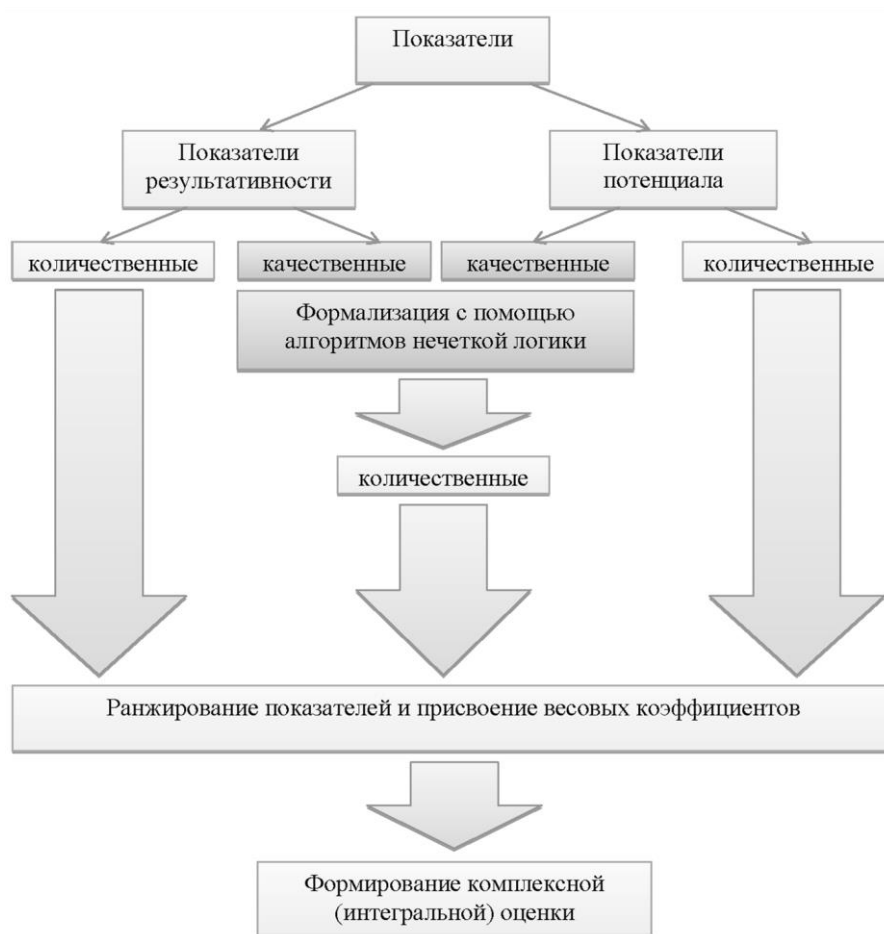 Показатели
Показатели
результативности
Показатели
потенциала
количественные
качественные
качественные
количественные
Формализация с помощью
алгоритмов нечеткой логики
количественные
Ранжирование показателей и присвоение весовых коэффициентов
Формирование комплексной
(интегральной) оценки